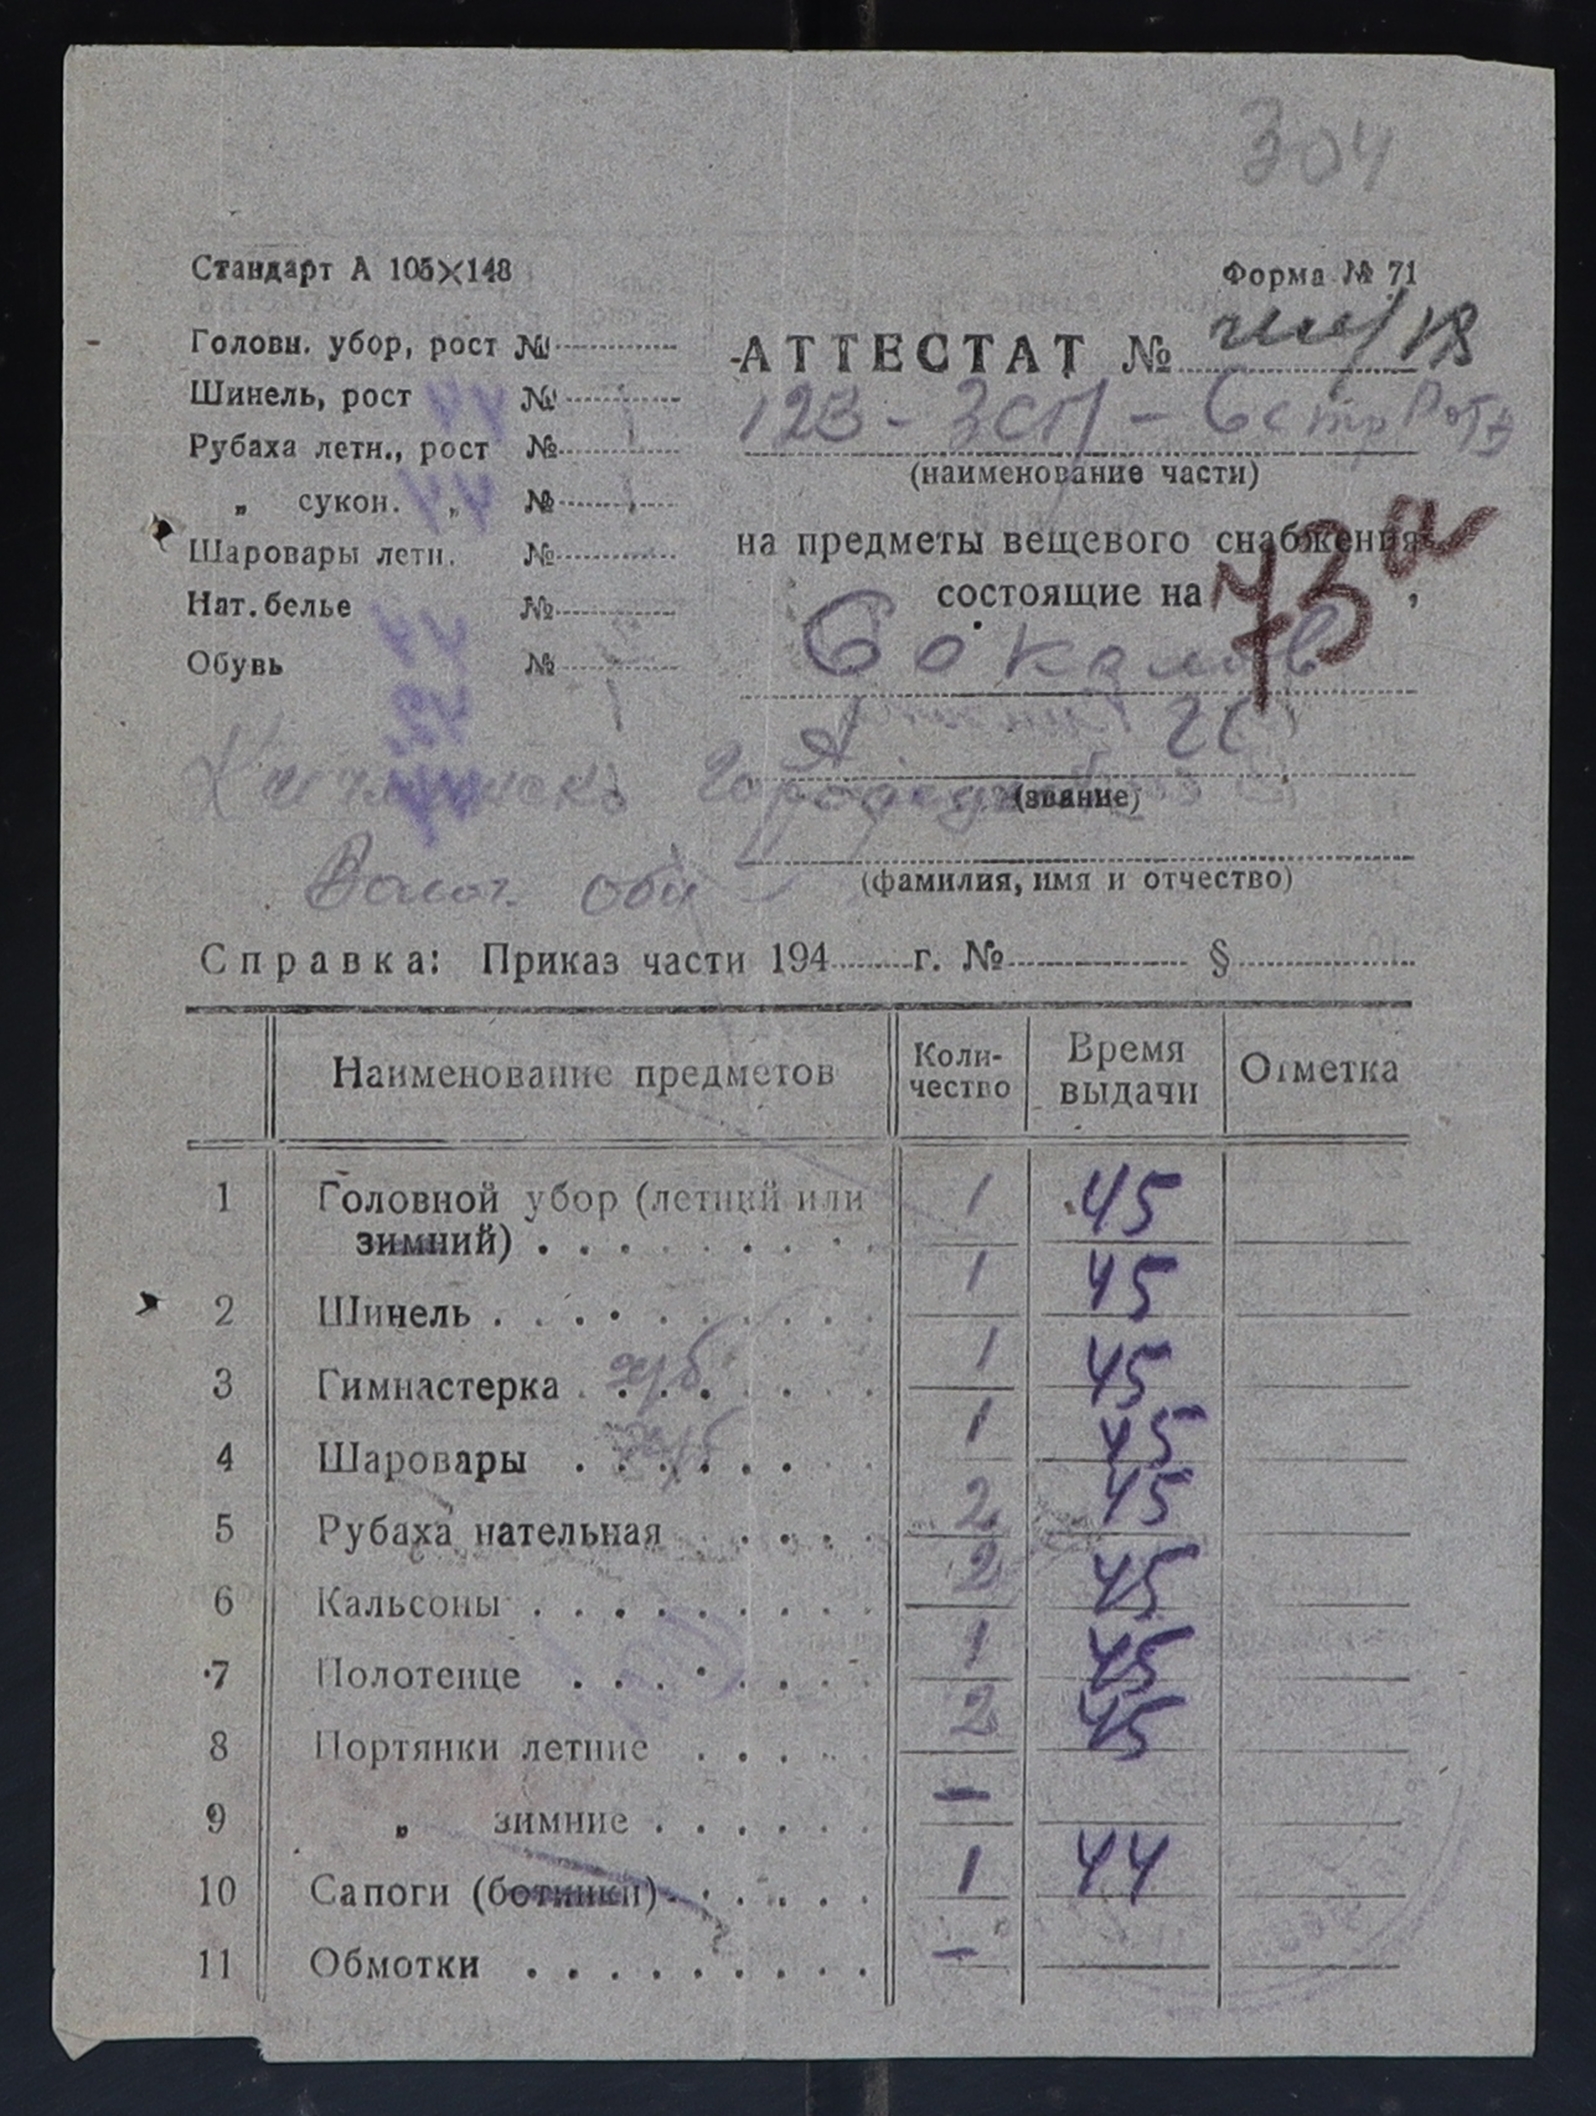 304
Стандарт А 105×148
Форма № 71
Головн. убор, рост №
Шинель, рост №
Рубаха летн., рост №
„ сукон. „ №
Шаровары летн. №
Нат. белье №
Обувь №
АТТЕСТАТ №
123 - ЗСП - 6 стр рота
(наименование части)
на предметы вещевого снабжения
состоящие на ,
73
Соколов
(звание)
Волог. обл
(фамилия, имя и отчество)
Справка: Приказ части 194 г. № §
Наименование предметов Количество Время выдачи Отметка
1 Головной убор (летний или зимний) 1 45
2 Шинель 1 45
3 Гимнастерка х/б 1 45
4 Шаровары х/б 1 45
5 Рубаха нательная 2 45
6 Кальсоны 2 45
7 Полотенце 1 45
8 Портянки летние 2 45
9 „ зимние —
10 Сапоги (ботинки) 1 44
11 Обмотки —